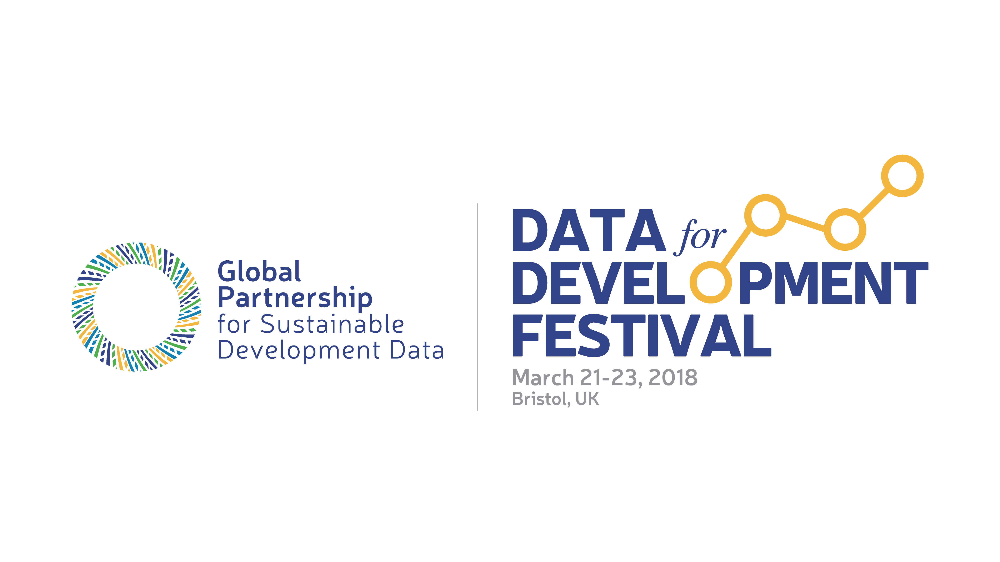 Global
Partnership
for Sustainable
Development Data
DATA for
DEVELOPMENT
FESTIVAL
March 21-23, 2018
Bristol, UK